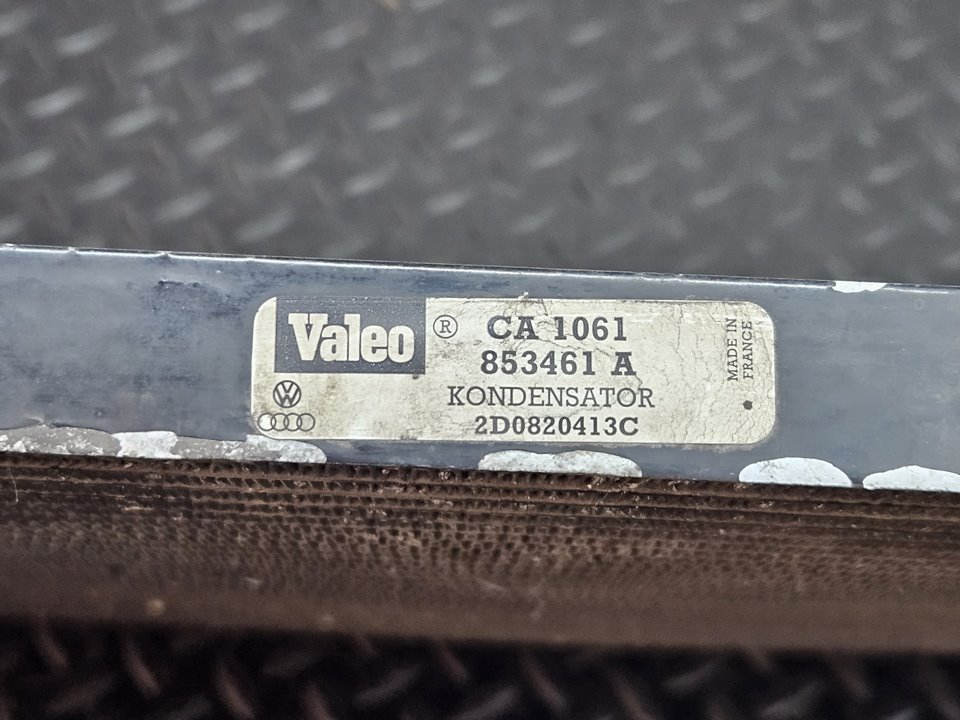 Valeo ® CA 1061
853461 A
KONDENSATOR
2D0820413C
MADE IN
FRANCE